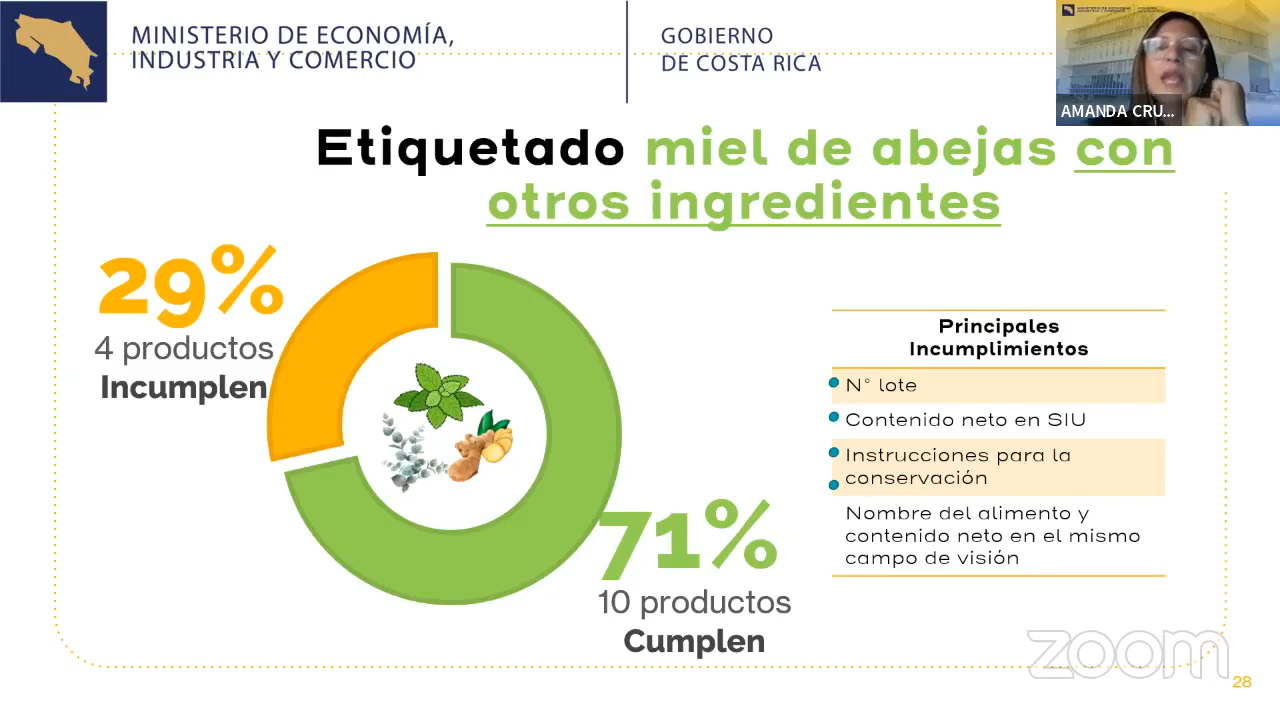 MINISTERIO DE ECONOMÍA,
INDUSTRIA Y COMERCIO
GOBIERNO
DE COSTA RICA
AMANDA CRU...
Etiquetado miel de abejas con
otros ingredientes
29%
4 productos
Incumplen
71%
10 productos
Cumplen
Principales
Incumplimientos
N° lote
Contenido neto en SIU
Instrucciones para la
conservación
Nombre del alimento y
contenido neto en el mismo
campo de visión
zoom
28